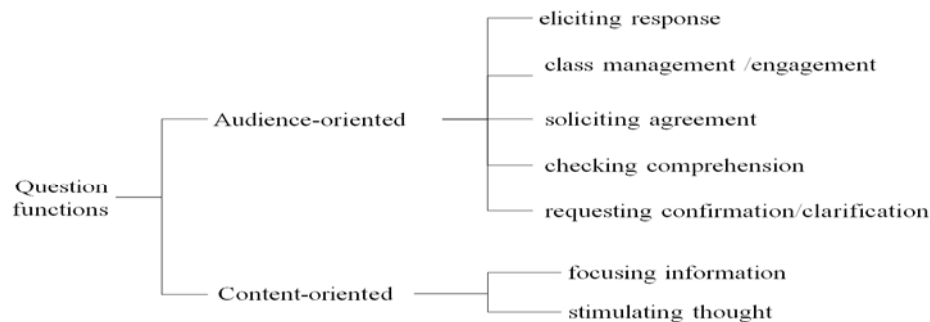 eliciting response
class management /engagement
Audience-oriented
soliciting agreement
checking comprehension
Question
functions
requesting confirmation/clarification
focusing information
Content-oriented
stimulating thought